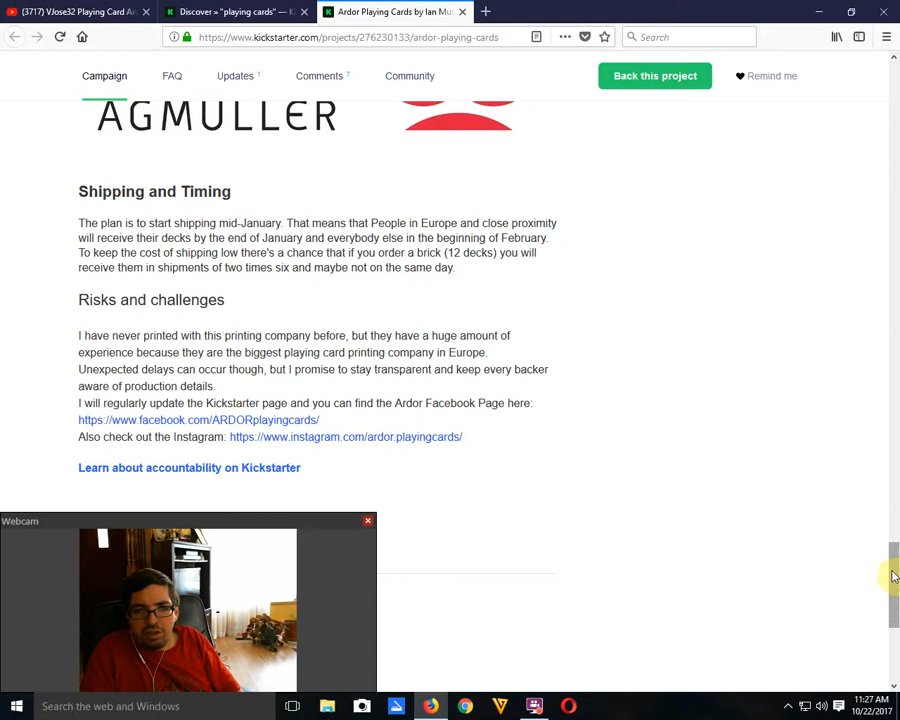 (3717) VJose32 Playing Card Ar
Discover » "playing cards" — K
Ardor Playing Cards by Ian Mu
https://www.kickstarter.com/projects/276230133/ardor-playing-cards
Search
Campaign
FAQ
Updates 1
Comments 7
Community
Back this project
Remind me
AGMULLER
Shipping and Timing
The plan is to start shipping mid-January. That means that People in Europe and close proximity
will receive their decks by the end of January and everybody else in the beginning of February.
To keep the cost of shipping low there's a chance that if you order a brick (12 decks) you will
receive them in shipments of two times six and maybe not on the same day.
Risks and challenges
I have never printed with this printing company before, but they have a huge amount of
experience because they are the biggest playing card printing company in Europe.
Unexpected delays can occur though, but I promise to stay transparent and keep every backer
aware of production details.
I will regularly update the Kickstarter page and you can find the Ardor Facebook Page here:
https://www.facebook.com/ARDORplayingcards/
Also check out the Instagram: https://www.instagram.com/ardor.playingcards/
Learn about accountability on Kickstarter
Webcam
Search the web and Windows
11:27 AM
10/22/2017